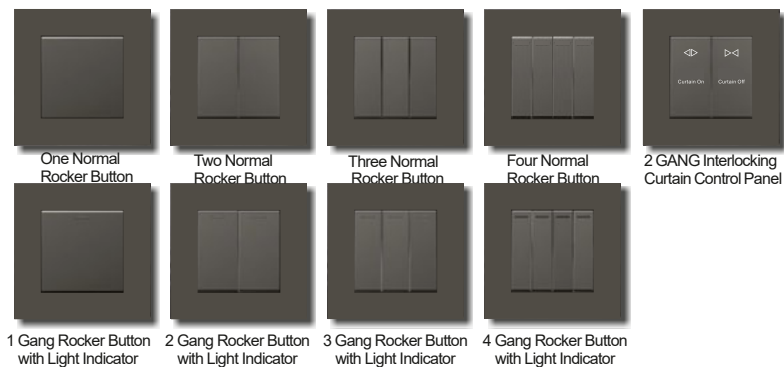 Curtain On
Curtain Off
One Normal
Rocker Button
Two Normal
Rocker Button
Three Normal
Rocker Button
Four Normal
Rocker Button
2 GANG Interlocking
Curtain Control Panel
1 Gang Rocker Button
with Light Indicator
2 Gang Rocker Button
with Light Indicator
3 Gang Rocker Button
with Light Indicator
4 Gang Rocker Button
with Light Indicator